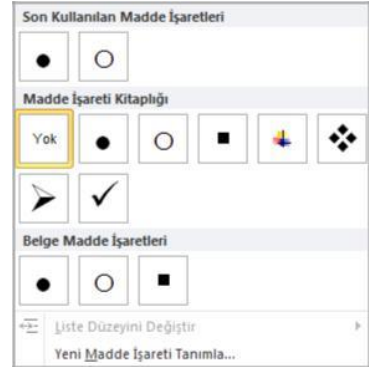 Son Kullanılan Madde İşaretleri
Madde İşareti Kitaplığı
Yok
Belge Madde İşaretleri
Liste Düzeyini Değiştir
Yeni Madde İşareti Tanımla...